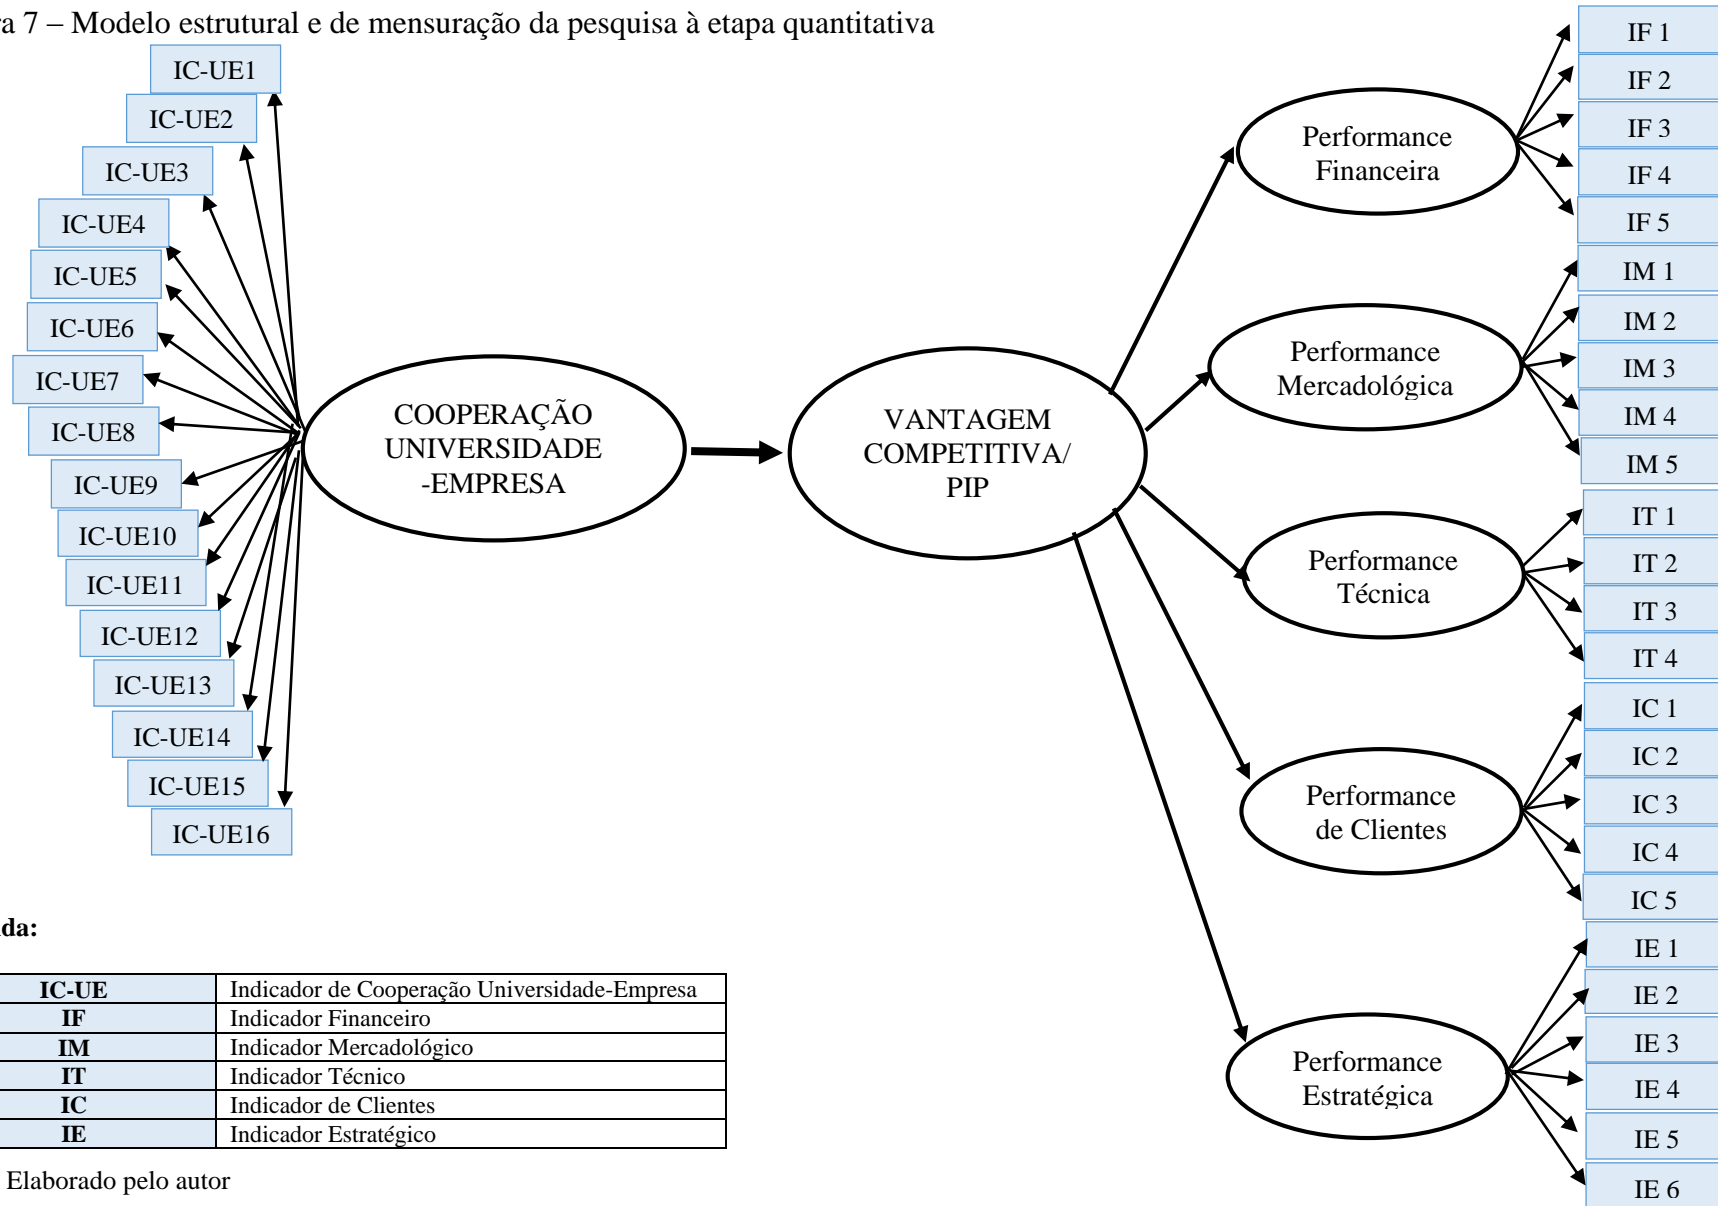 a 7 – Modelo estrutural e de mensuração da pesquisa à etapa quantitativa
IC-UE1
IC-UE2
IC-UE3
IC-UE4
IC-UE5
IC-UE6
IC-UE7
IC-UE8
IC-UE9
IC-UE10
IC-UE11
IC-UE12
IC-UE13
IC-UE14
IC-UE15
IC-UE16
COOPERAÇÃO
UNIVERSIDADE
-EMPRESA
VANTAGEM
COMPETITIVA/
PIP
Performance
Financeira
Performance
Mercadológica
Performance
Técnica
Performance
de Clientes
Performance
Estratégica
IF 1
IF 2
IF 3
IF 4
IF 5
IM 1
IM 2
IM 3
IM 4
IM 5
IT 1
IT 2
IT 3
IT 4
IC 1
IC 2
IC 3
IC 4
IC 5
IE 1
IE 2
IE 3
IE 4
IE 5
IE 6
da:
IC-UE Indicador de Cooperação Universidade-Empresa
IF Indicador Financeiro
IM Indicador Mercadológico
IT Indicador Técnico
IC Indicador de Clientes
IE Indicador Estratégico
Elaborado pelo autor